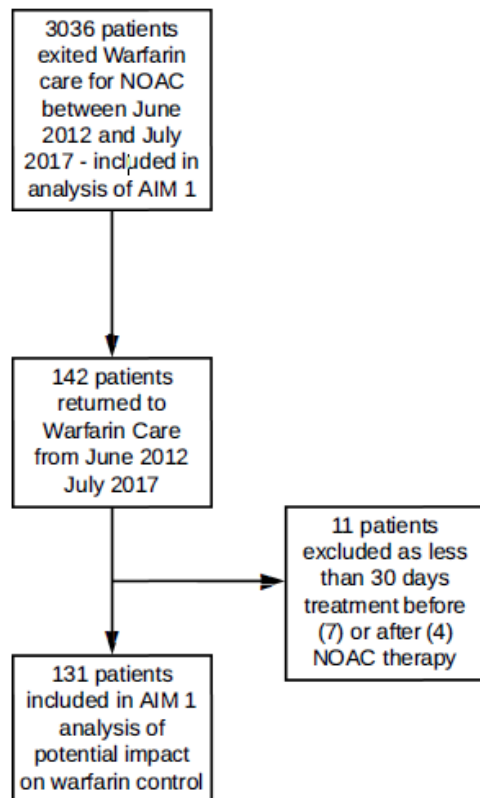 3036 patients
exited Warfarin
care for NOAC
between June
2012 and July
2017 - included in
analysis of AIM 1
142 patients
returned to
Warfarin Care
from June 2012
July 2017
11 patients
excluded as less
than 30 days
treatment before
(7) or after (4)
NOAC therapy
131 patients
included in AIM 1
analysis of
potential impact
on warfarin control